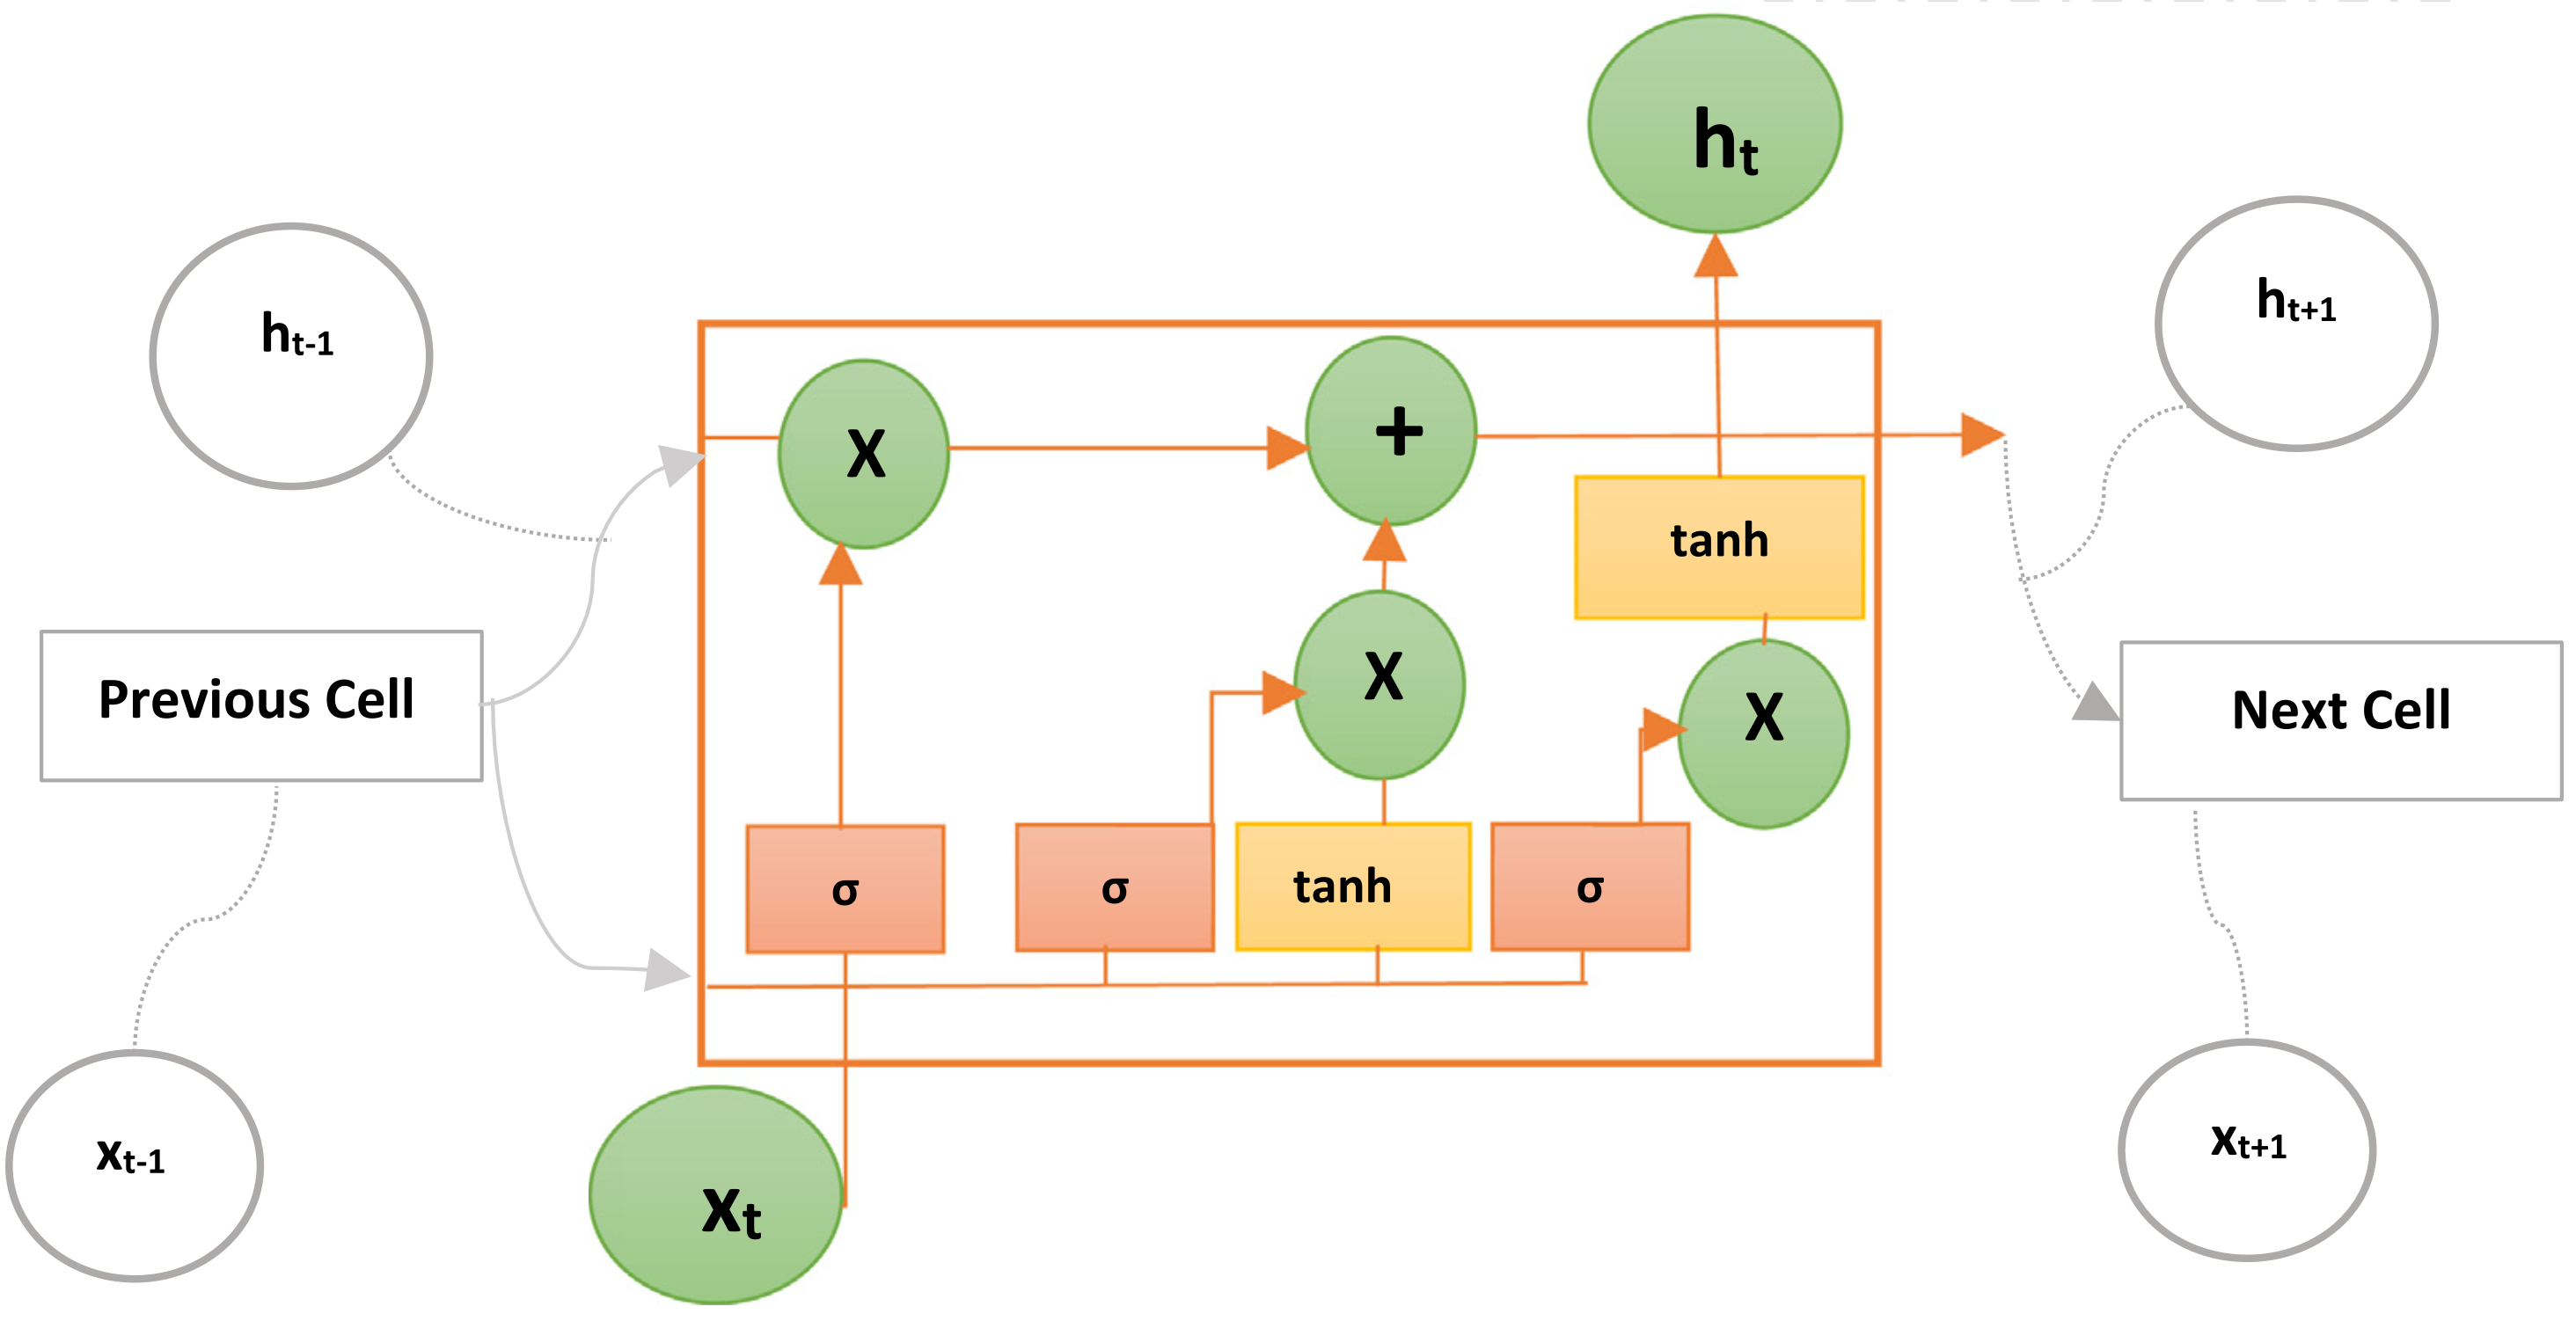 hₜ
hₜ₋₁
hₜ₊₁
X
+
tanh
X
X
Previous Cell
Next Cell
σ
σ
tanh
σ
xₜ₋₁
xₜ
xₜ₊₁